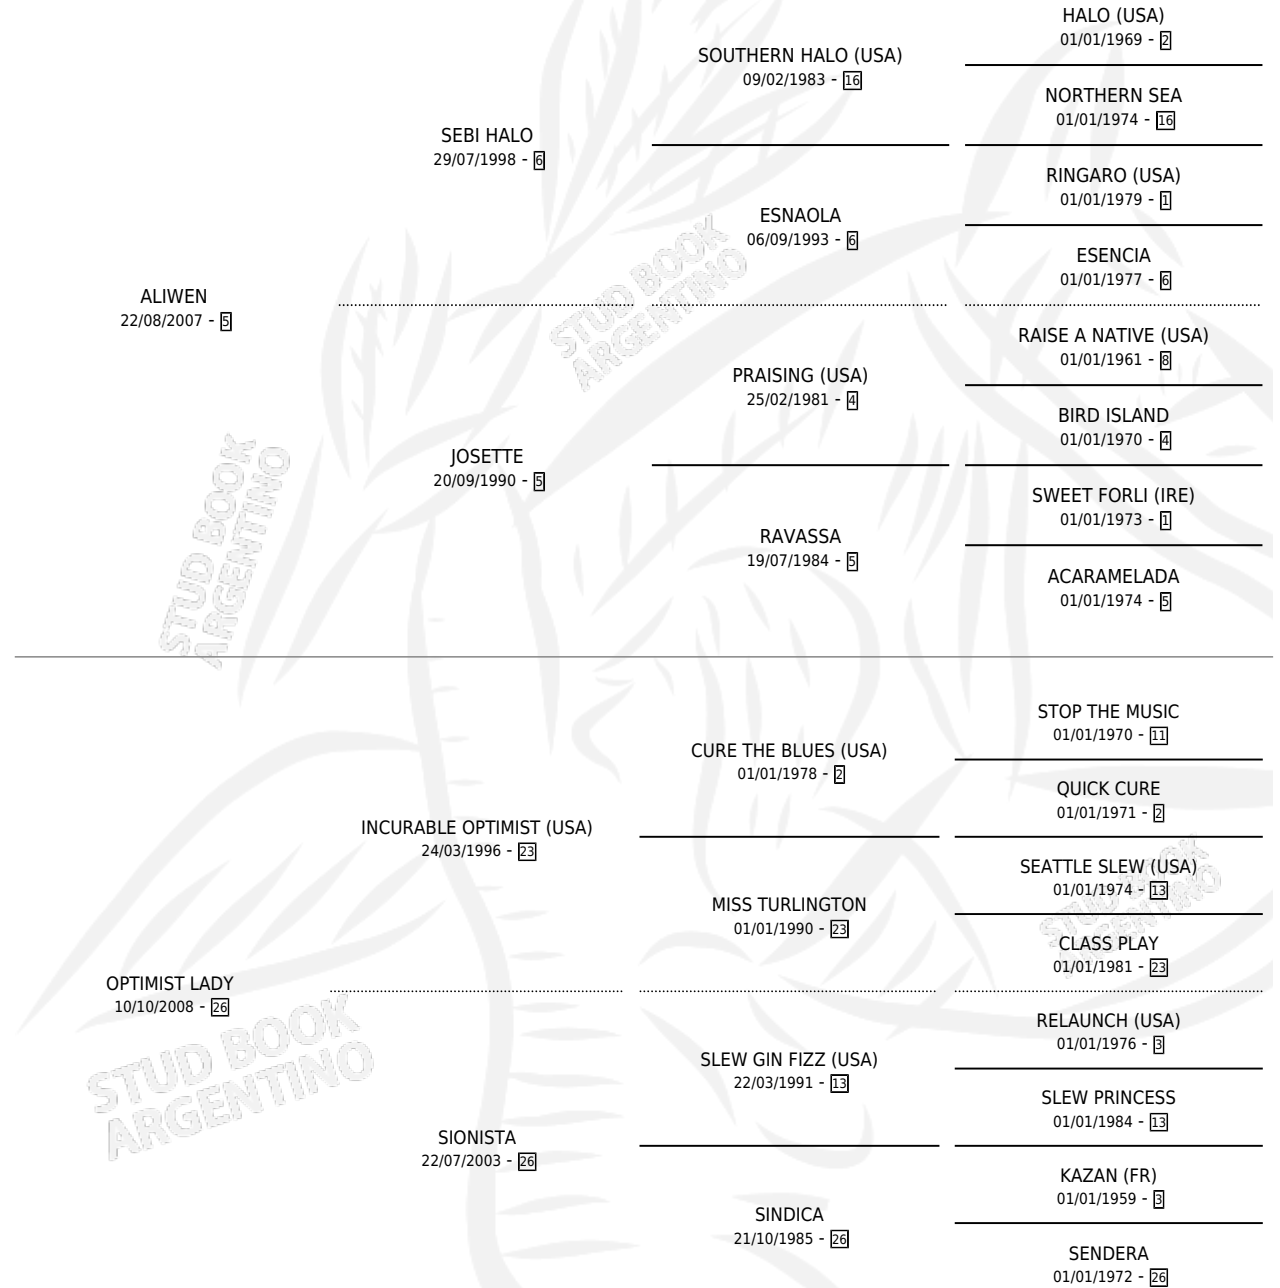 HALO (USA)
01/01/1969 - 2
SOUTHERN HALO (USA)
09/02/1983 - 16
NORTHERN SEA
01/01/1974 - 16
SEBI HALO
29/07/1998 - 6
RINGARO (USA)
01/01/1979 - 1
ESNAOLA
06/09/1993 - 6
ESENCIA
01/01/1977 - 6
ALIWEN
22/08/2007 - 5
RAISE A NATIVE (USA)
01/01/1961 - 8
PRAISING (USA)
25/02/1981 - 4
BIRD ISLAND
01/01/1970 - 4
JOSETTE
20/09/1990 - 5
SWEET FORLI (IRE)
01/01/1973 - 1
RAVASSA
19/07/1984 - 5
ACARAMELADA
01/01/1974 - 5
STUD BOOK
ARGENTINO
STUD BOOK
ARGENTINO
STOP THE MUSIC
01/01/1970 - 11
CURE THE BLUES (USA)
01/01/1978 - 2
QUICK CURE
01/01/1971 - 2
INCURABLE OPTIMIST (USA)
24/03/1996 - 23
SEATTLE SLEW (USA)
01/01/1974 - 13
MISS TURLINGTON
01/01/1990 - 23
CLASS PLAY
01/01/1981 - 23
OPTIMIST LADY
10/10/2008 - 26
RELAUNCH (USA)
01/01/1976 - 3
SLEW GIN FIZZ (USA)
22/03/1991 - 13
SLEW PRINCESS
01/01/1984 - 13
SIONISTA
22/07/2003 - 26
KAZAN (FR)
01/01/1959 - 3
SINDICA
21/10/1985 - 26
SENDERA
01/01/1972 - 26
STUD BOOK
ARGENTINO
STUD BOOK
ARGENTINO